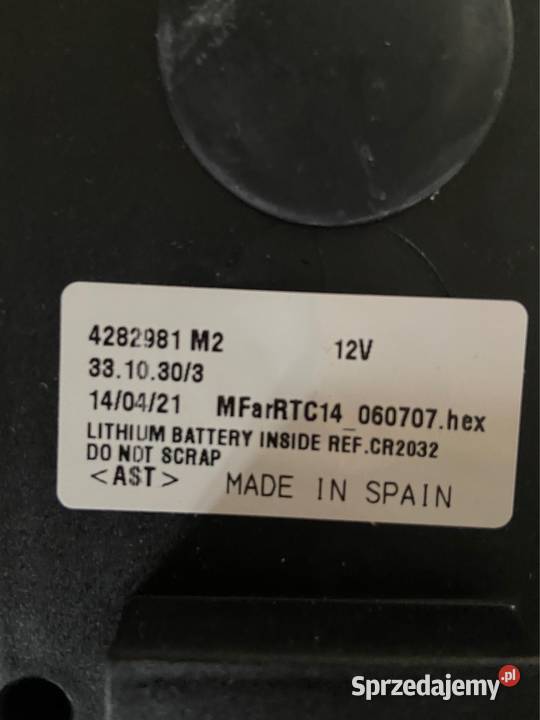 4282981 M2 12V
33.10.30/3
14/04/21 MFarRTC14_060707.hex
LITHIUM BATTERY INSIDE REF.CR2032
DO NOT SCRAP
<AST> MADE IN SPAIN
Sprzedajemy.pl